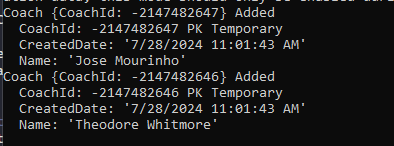 Coach {CoachId: -2147482647} Added
CoachId: -2147482647 PK Temporary
CreatedDate: '7/28/2024 11:01:43 AM'
Name: 'Jose Mourinho'
Coach {CoachId: -2147482646} Added
CoachId: -2147482646 PK Temporary
CreatedDate: '7/28/2024 11:01:43 AM'
Name: 'Theodore Whitmore'